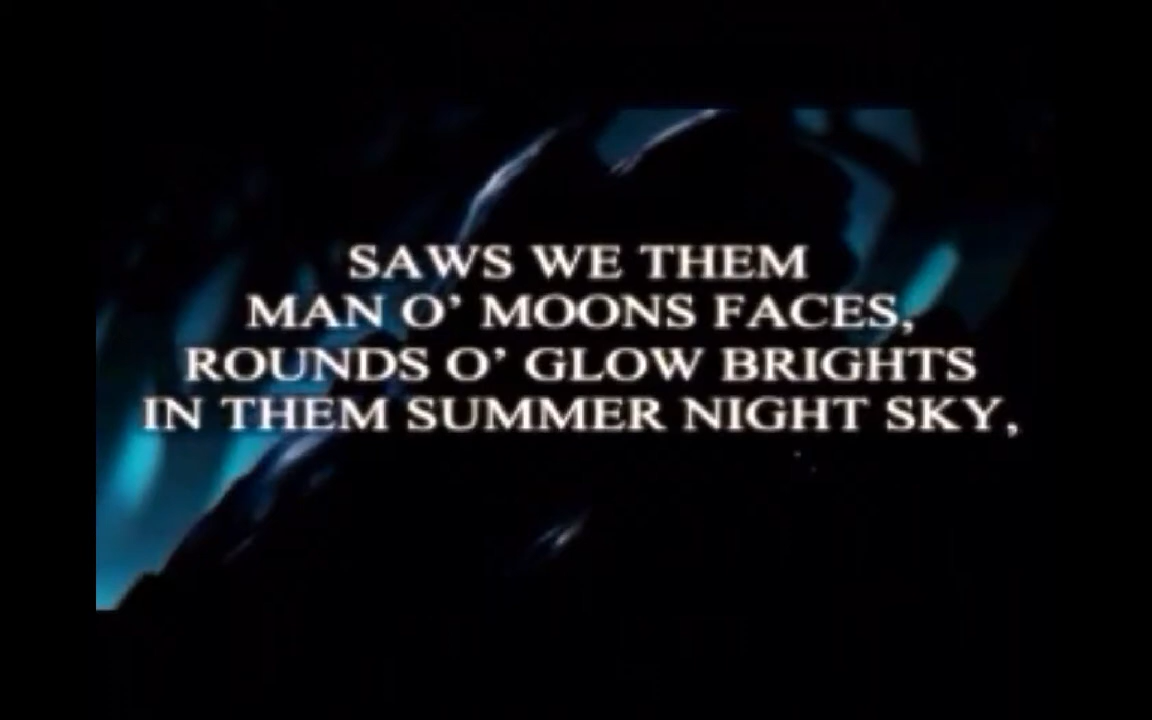 SAWS WE THEM
MAN O’ MOONS FACES,
ROUNDS O’ GLOW BRIGHTS
IN THEM SUMMER NIGHT SKY,